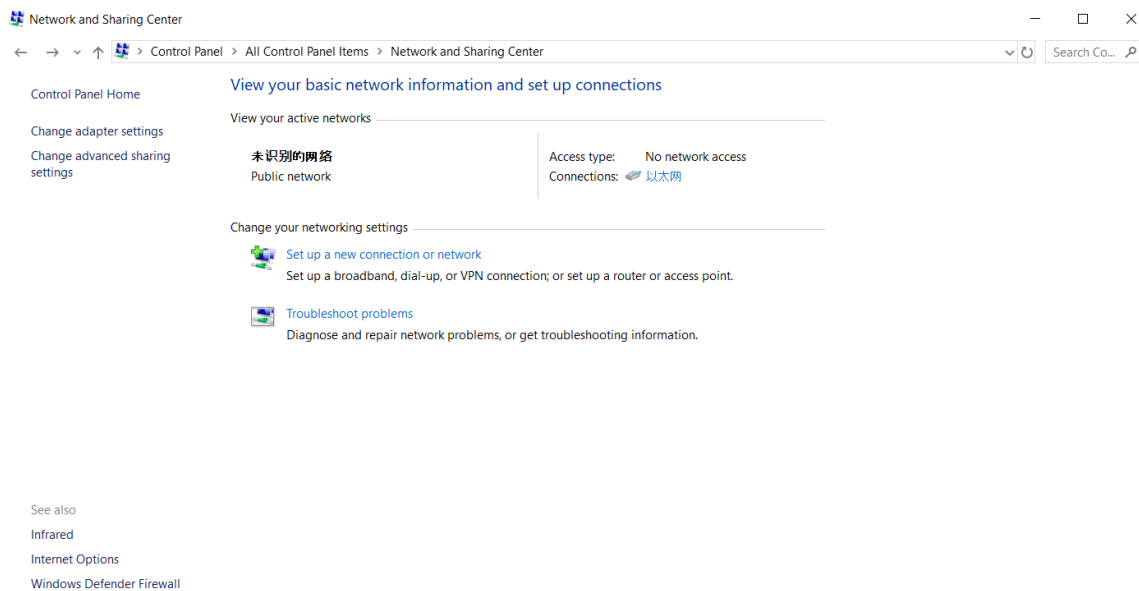 Network and Sharing Center
Control Panel > All Control Panel Items > Network and Sharing Center
Search Co...
Control Panel Home
Change adapter settings
Change advanced sharing
settings
View your basic network information and set up connections
View your active networks
未识别的网络
Public network
Access type: No network access
Connections: 以太网
Change your networking settings
Set up a new connection or network
Set up a broadband, dial-up, or VPN connection; or set up a router or access point.
Troubleshoot problems
Diagnose and repair network problems, or get troubleshooting information.
See also
Infrared
Internet Options
Windows Defender Firewall